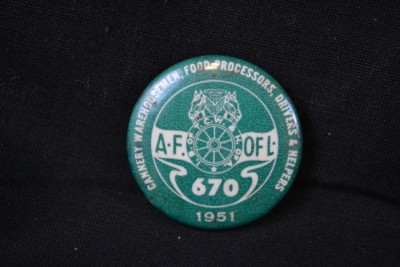 CANNERY WAREHOUSEMEN, FOOD PROCESSORS, DRIVERS & HELPERS
A.F. OF L.
670
1951